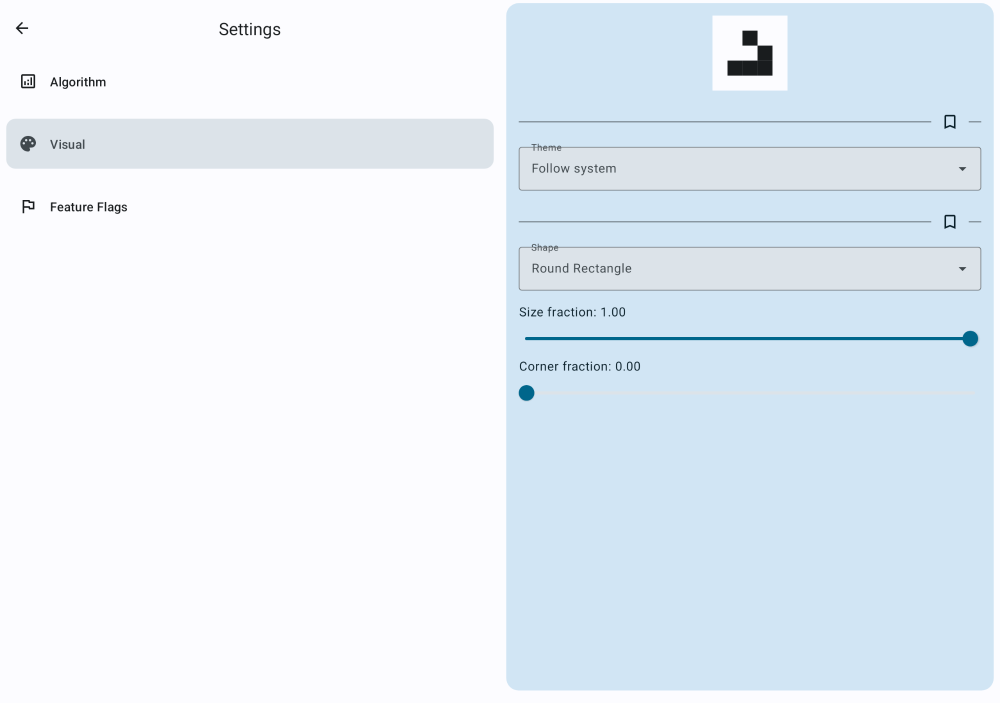 Settings
Algorithm
Visual
Feature Flags
Theme
Follow system
Shape
Round Rectangle
Size fraction: 1.00
Corner fraction: 0.00